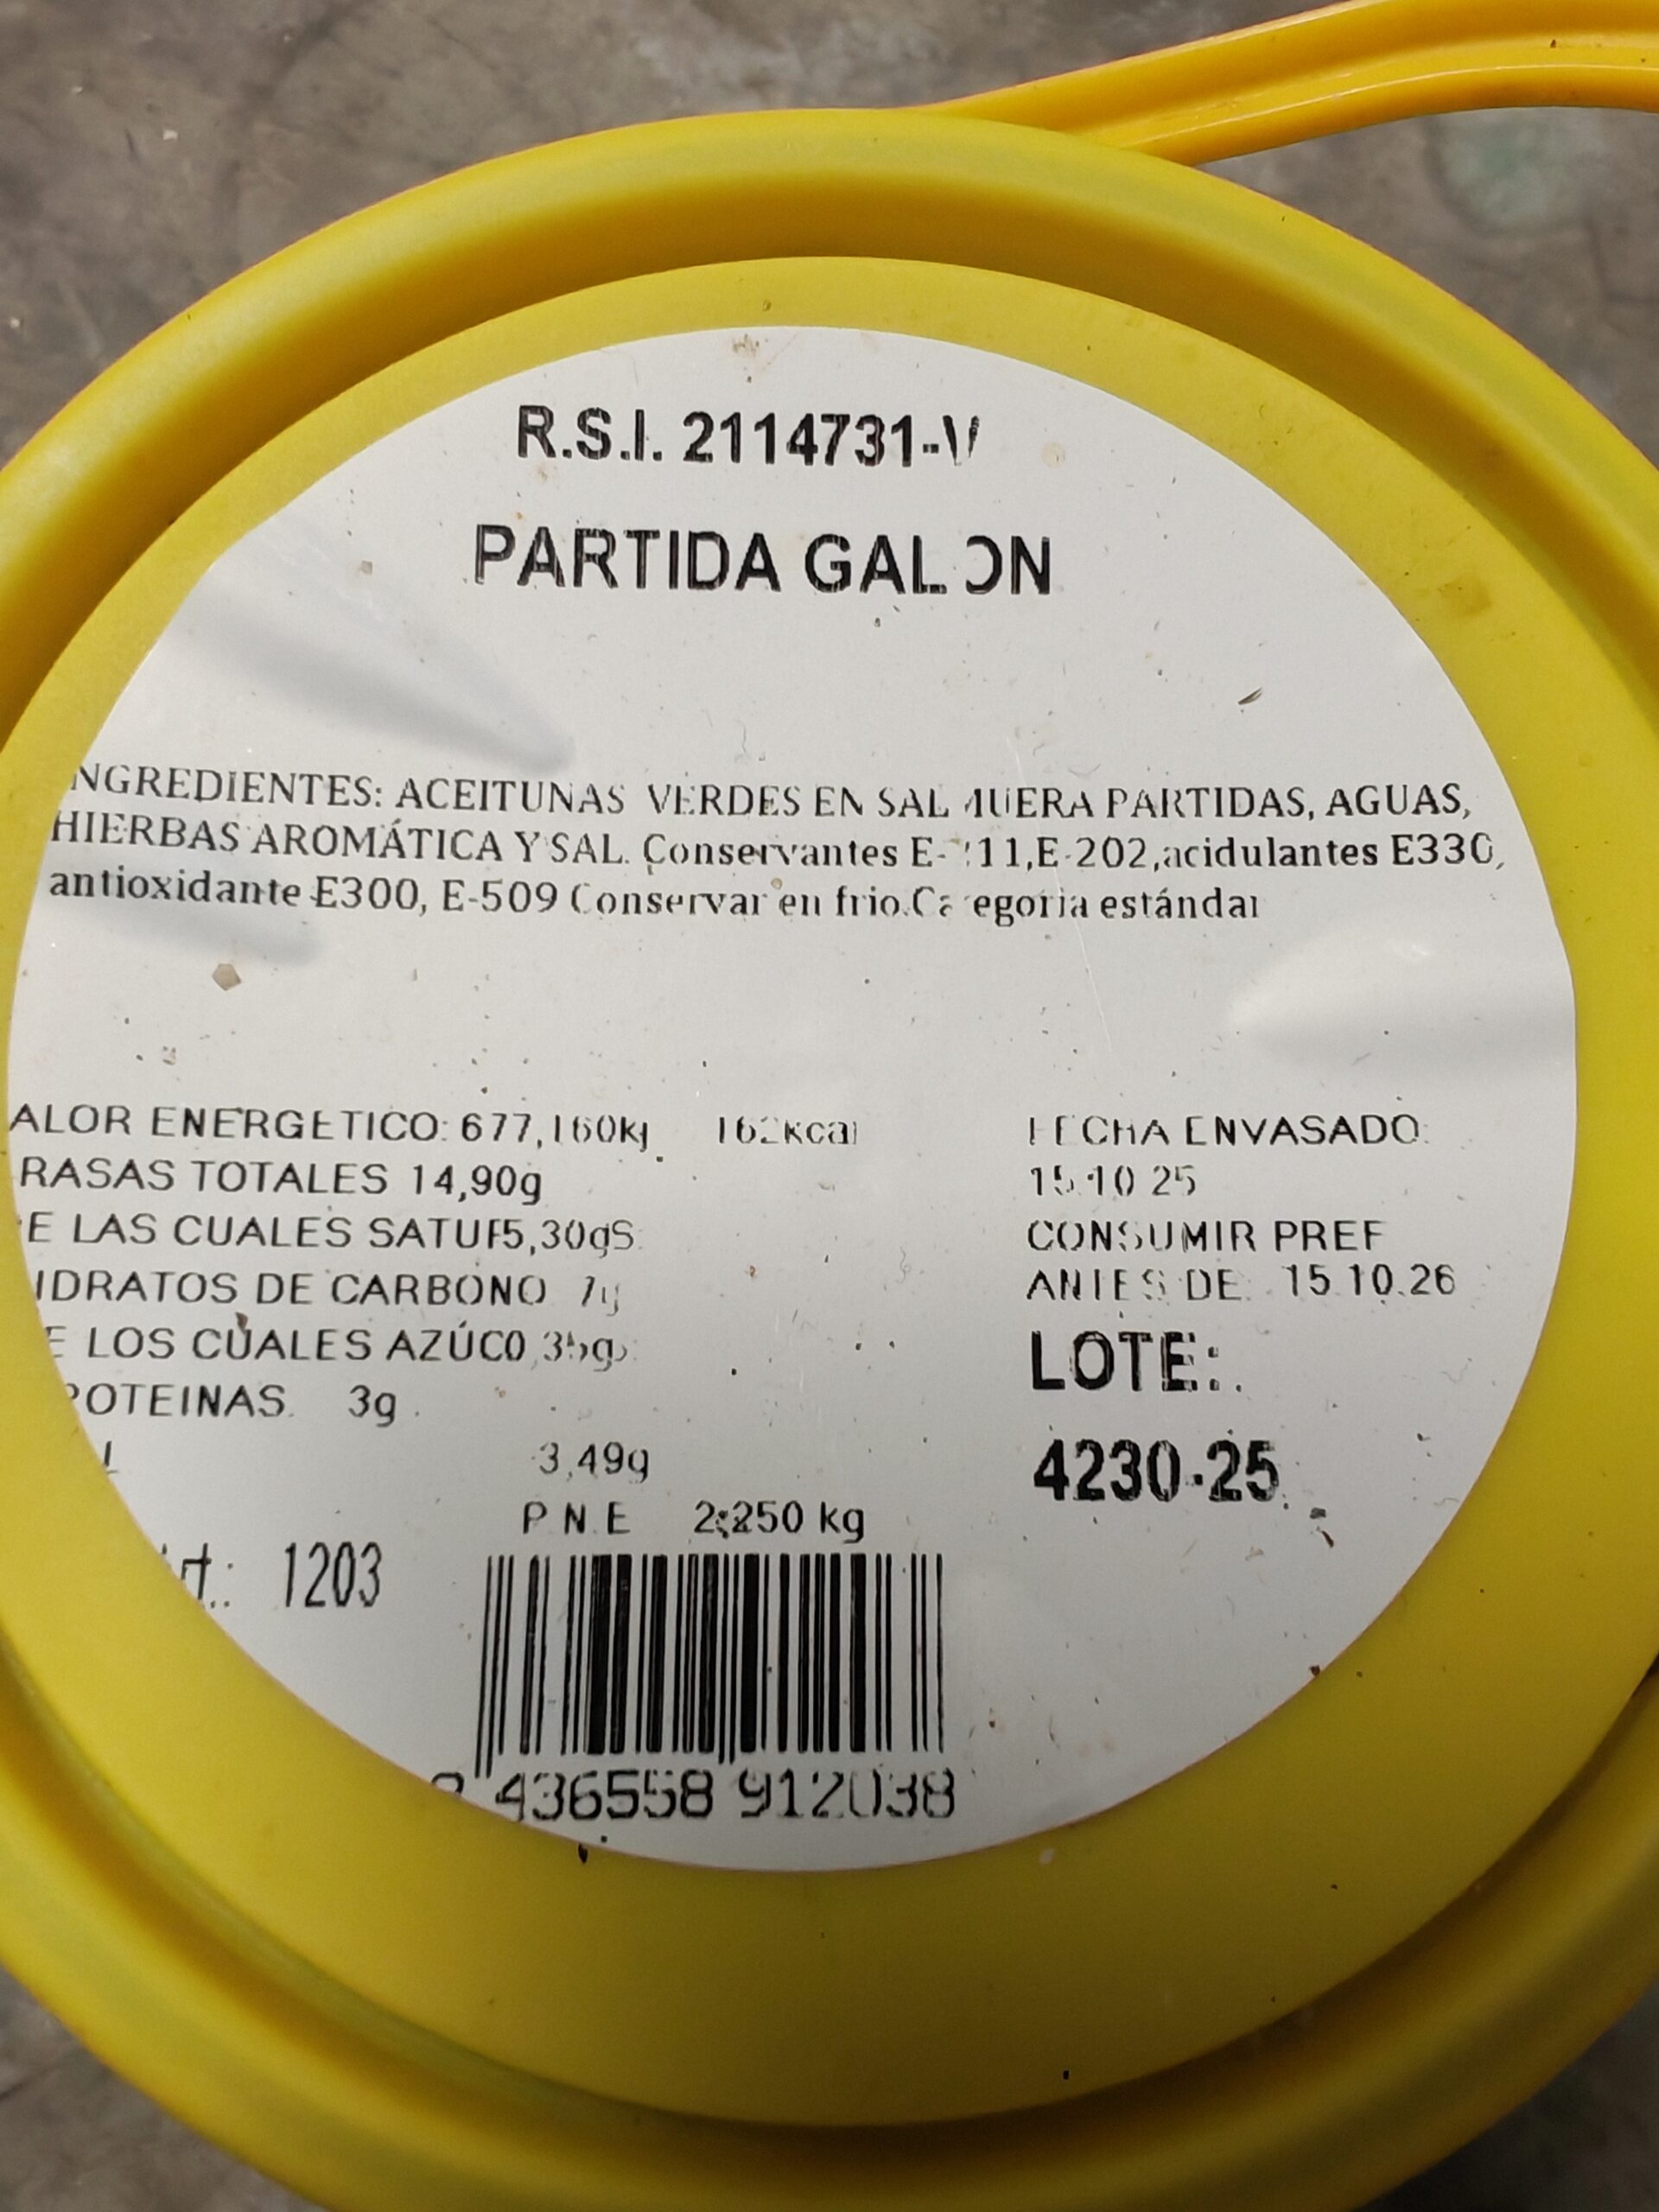 R.S.I. 2114731-V
PARTIDA GALON
NGREDIENTES: ACEITUNAS VERDES EN SALMUERA PARTIDAS, AGUAS,
HIERBAS AROMÁTICA Y SAL. Conservantes E-211,E-202,acidulantes E330,
antioxidante E300, E-509 Conservar en frio.Categoria estándar
ALOR ENERGETICO: 677,160kj 162kcal
RASAS TOTALES 14,90g
E LAS CUALES SATUR5,30gS
IDRATOS DE CARBONO
E LOS CUALES AZÚC0,35g
ROTEINAS. 3g
L 3,49g
P.N.E 2,250 kg
FECHA ENVASADO:
15.10.25
CONSUMIR PREF
ANTES DE: 15.10.26
LOTE:
4230-25
rt.: 1203
8 436558 912038